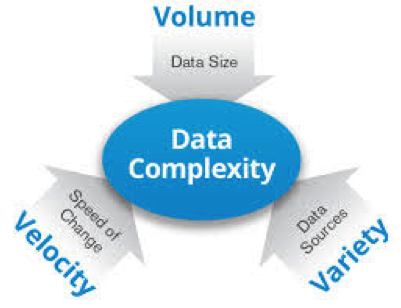 Volume
Data Size
Data
Complexity
Speed of
Change
Velocity
Data
Sources
Variety